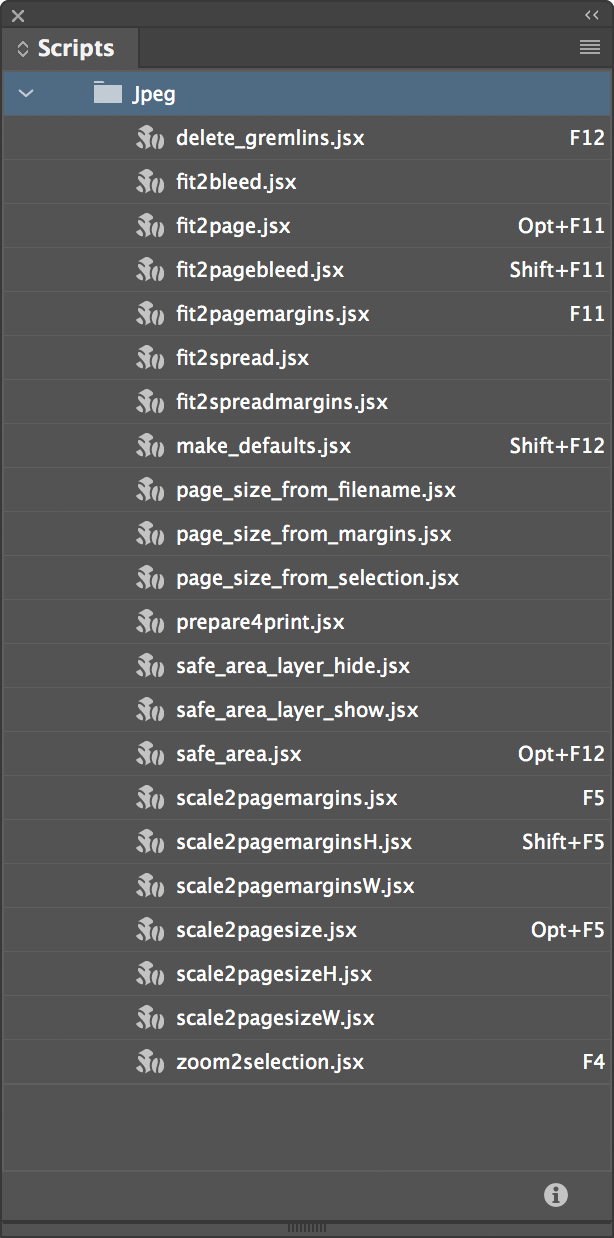 Scripts
Jpeg
delete_gremlins.jsx F12
fit2bleed.jsx
fit2page.jsx Opt+F11
fit2pagebleed.jsx Shift+F11
fit2pagemargins.jsx F11
fit2spread.jsx
fit2spreadmargins.jsx
make_defaults.jsx Shift+F12
page_size_from_filename.jsx
page_size_from_margins.jsx
page_size_from_selection.jsx
prepare4print.jsx
safe_area_layer_hide.jsx
safe_area_layer_show.jsx
safe_area.jsx Opt+F12
scale2pagemargins.jsx F5
scale2pagemarginsH.jsx Shift+F5
scale2pagemarginsW.jsx
scale2pagesize.jsx Opt+F5
scale2pagesizeH.jsx
scale2pagesizeW.jsx
zoom2selection.jsx F4